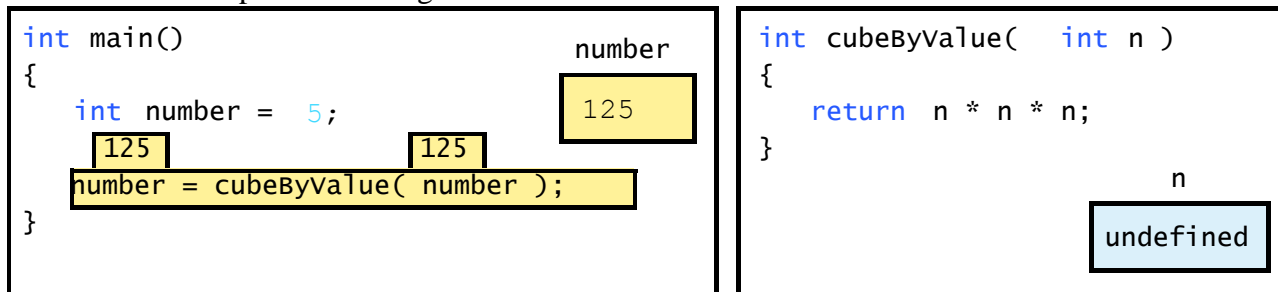 int main()
{
int number = 5;
125 125
number = cubeByValue( number );
}
number
125
int cubeByValue( int n )
{
return n * n * n;
}
n
undefined